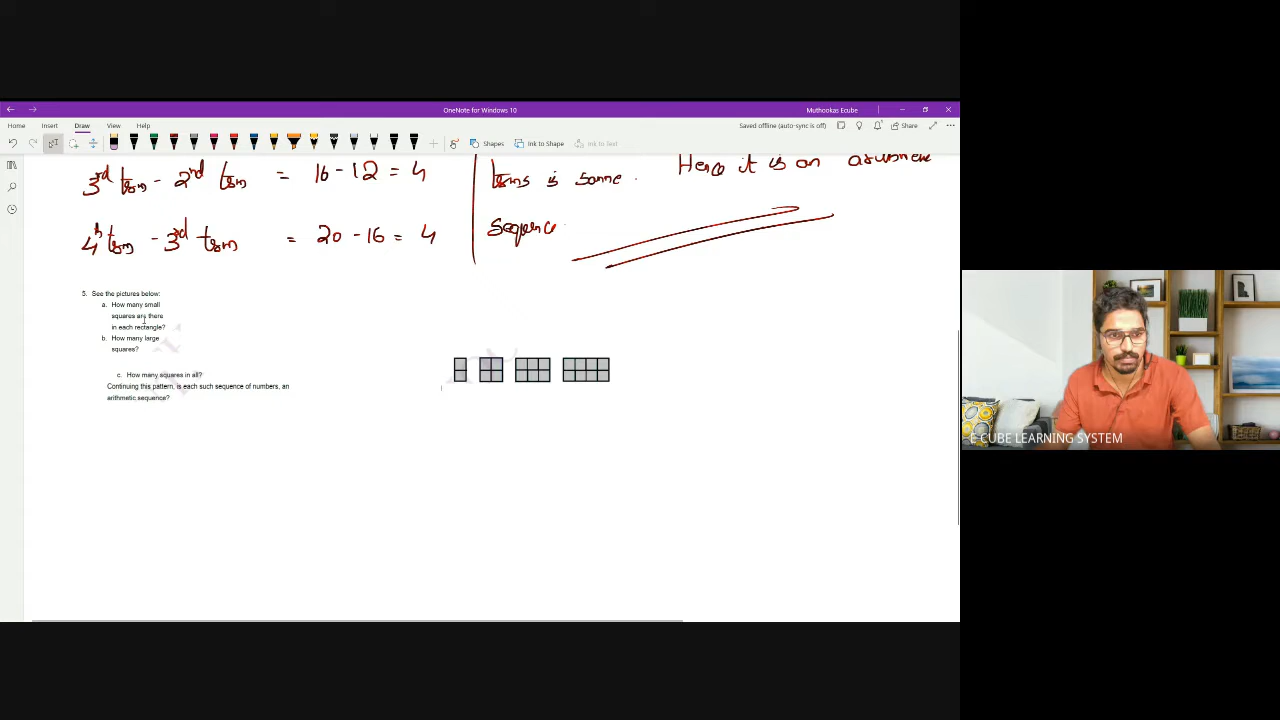 OneNote for Windows 10
Muthookas Ecube
Home Insert Draw View Help
Saved offline (auto-sync is off)
Share
Shapes
Ink to Shape
Ink to Text
3rd term - 2nd term = 16 - 12 = 4
4th term - 3rd term = 20 - 16 = 4
terms is same.
Hence it is an
sequence
5. See the pictures below:
a. How many small
squares are there
in each rectangle?
b. How many large
squares?
c. How many squares in all?
Continuing this pattern, is each such sequence of numbers, an
arithmetic sequence?
E CUBE LEARNING SYSTEM